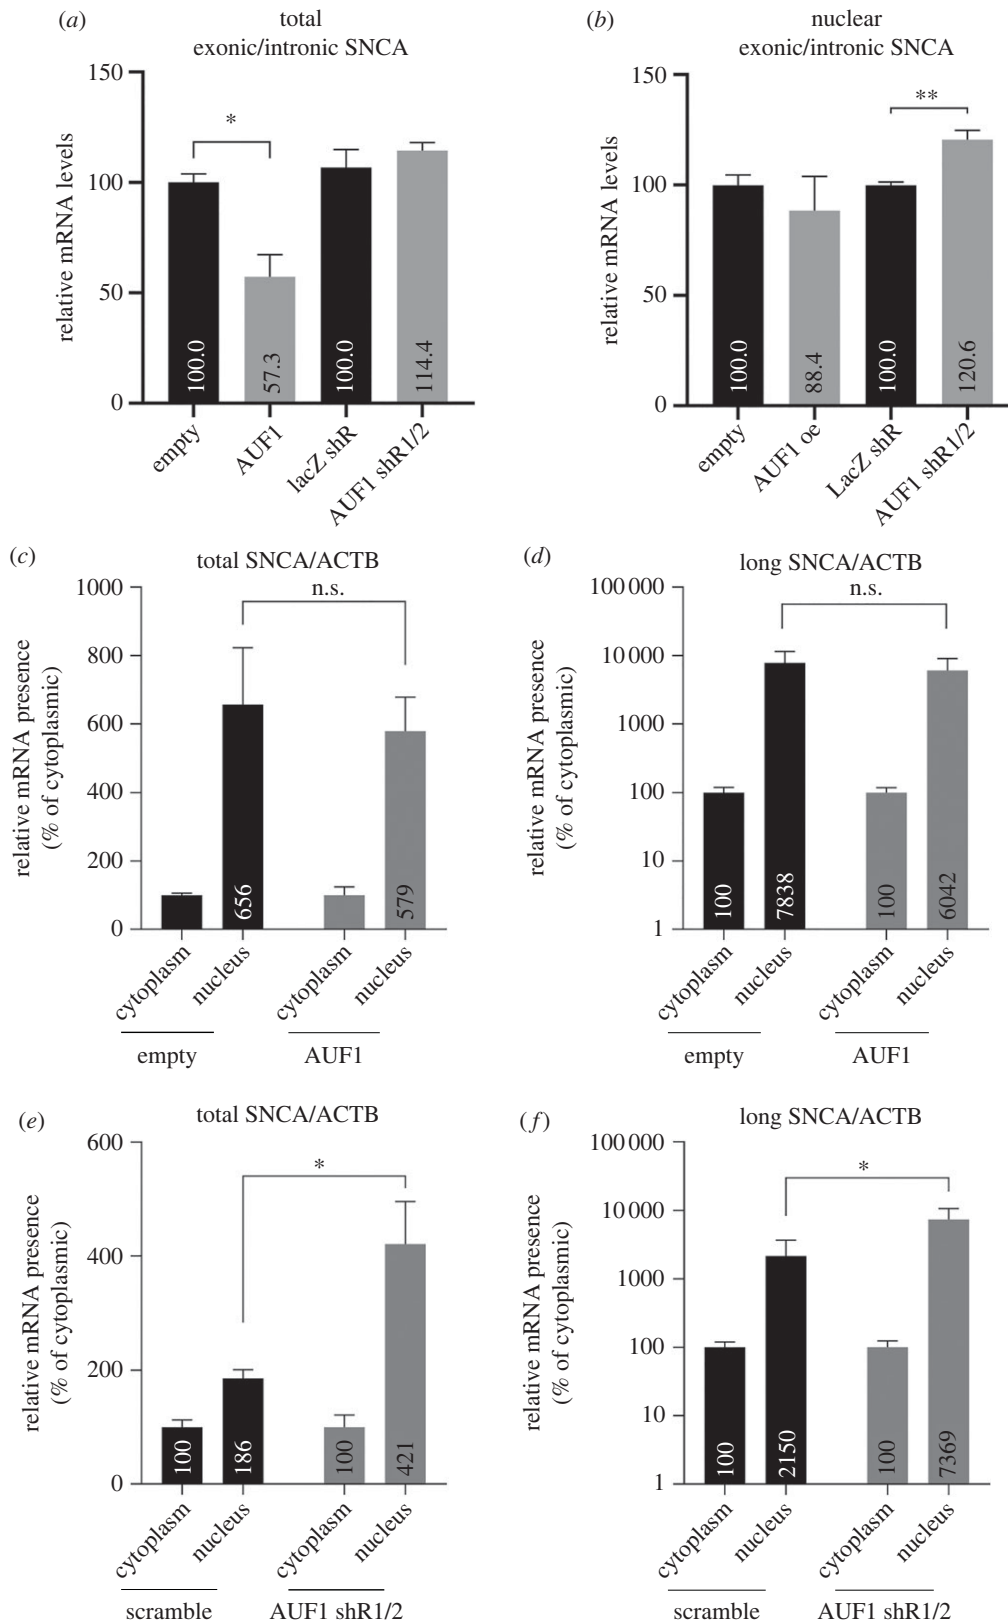 (a)
total
exonic/intronic SNCA
relative mRNA levels
150
100
50
0
*
100.0
57.3
100.0
114.4
empty
AUF1
lacZ shR
AUF1 shR1/2
(b)
nuclear
exonic/intronic SNCA
relative mRNA levels
150
100
50
0
**
100.0
88.4
100.0
120.6
empty
AUF1 oe
LacZ shR
AUF1 shR1/2
(c)
total SNCA/ACTB
relative mRNA presence
(% of cytoplasmic)
1000
800
600
400
200
0
n.s.
656
579
cytoplasm
nucleus
cytoplasm
nucleus
empty
AUF1
(d)
long SNCA/ACTB
relative mRNA presence
(% of cytoplasmic)
100 000
10 000
1000
100
10
1
n.s.
100
7838
100
6042
cytoplasm
nucleus
cytoplasm
nucleus
empty
AUF1
(e)
total SNCA/ACTB
relative mRNA presence
(% of cytoplasmic)
600
400
200
0
*
100
186
100
421
cytoplasm
nucleus
cytoplasm
nucleus
scramble
AUF1 shR1/2
(f)
long SNCA/ACTB
relative mRNA presence
(% of cytoplasmic)
100 000
10 000
1000
100
10
1
*
100
2150
100
7369
cytoplasm
nucleus
cytoplasm
nucleus
scramble
AUF1 shR1/2